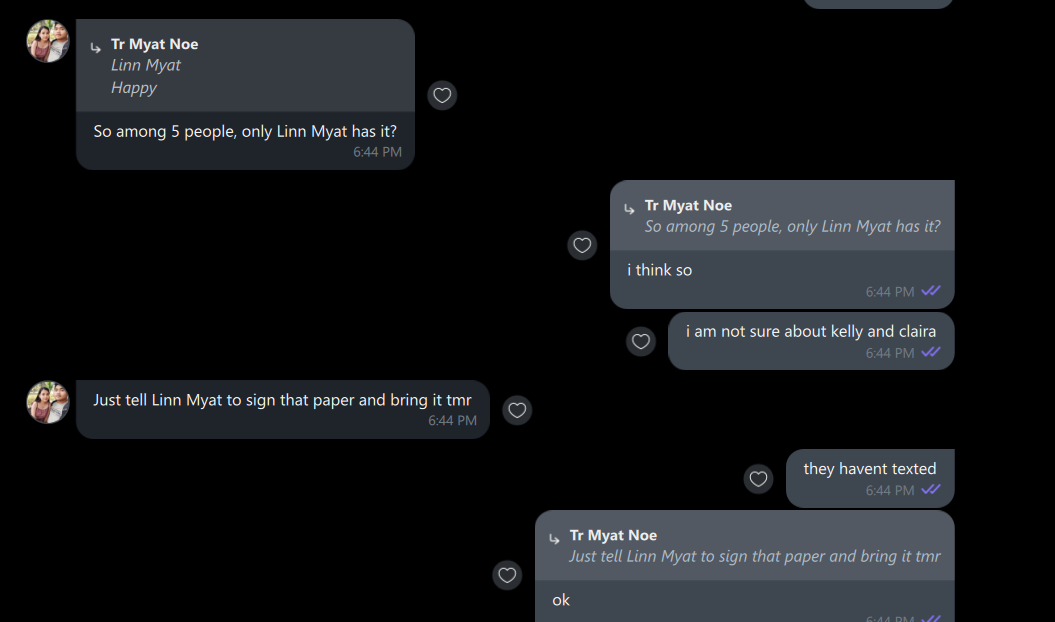 Tr Myat Noe
Linn Myat
Happy
So among 5 people, only Linn Myat has it?
6:44 PM
Tr Myat Noe
So among 5 people, only Linn Myat has it?
i think so
6:44 PM
i am not sure about kelly and claira
6:44 PM
Just tell Linn Myat to sign that paper and bring it tmr
6:44 PM
they havent texted
6:44 PM
Tr Myat Noe
Just tell Linn Myat to sign that paper and bring it tmr
ok
6:44 PM